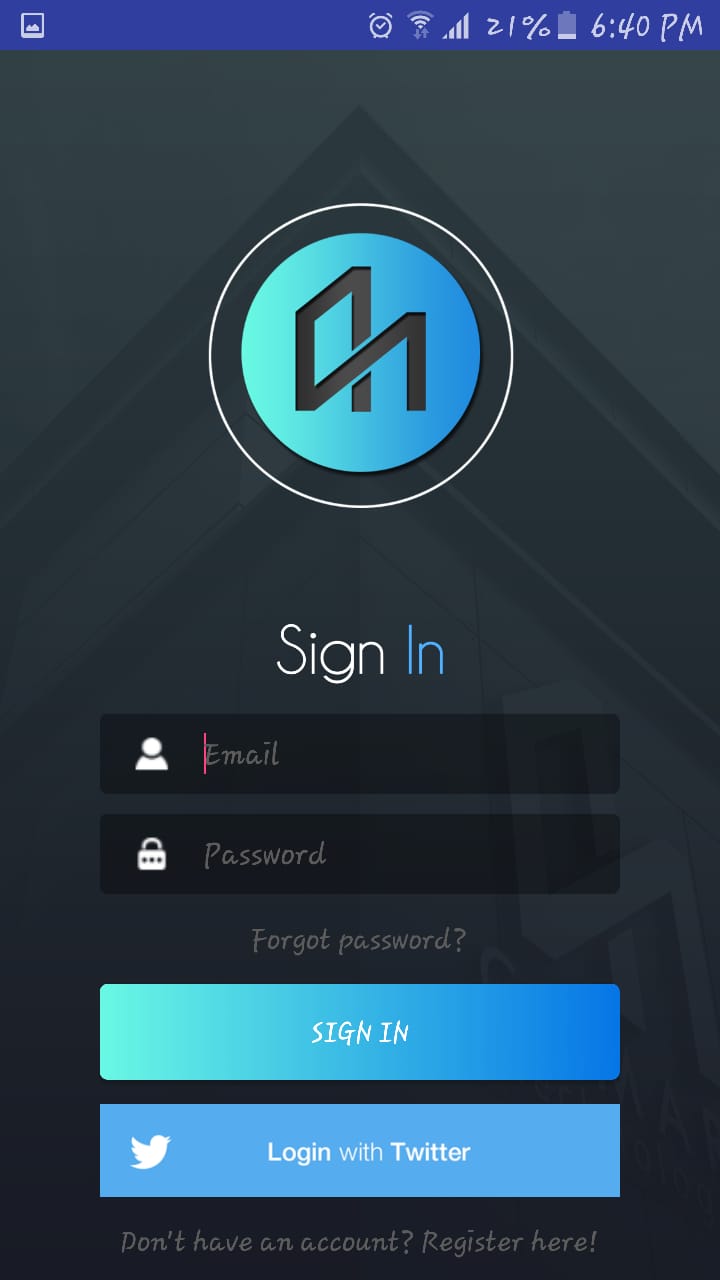 21% 6:40 PM
Sign In
Email
Password
Forgot password?
SIGN IN
Login with Twitter
Don't have an account? Register here!